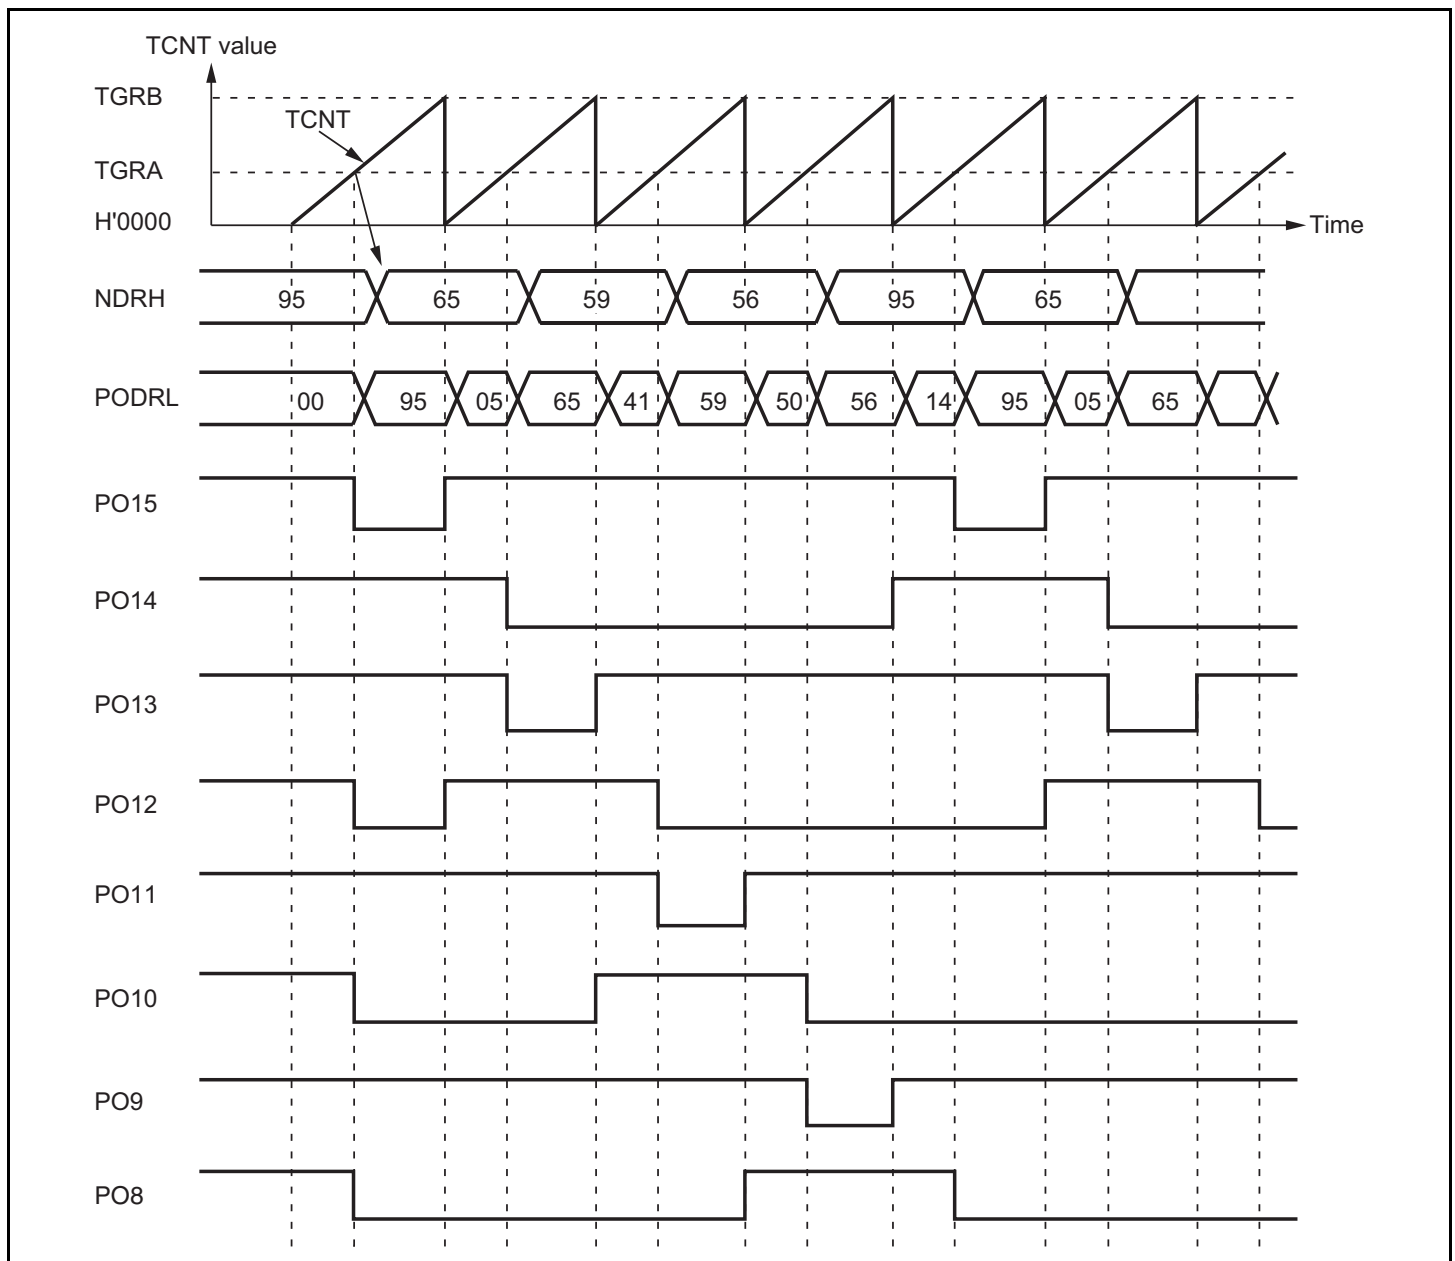 TCNT value
TGRB
TCNT
TGRA
H'0000
Time
NDRH 95 65 59 56 95 65
PODRL 00 95 05 65 41 59 50 56 14 95 05 65
PO15
PO14
PO13
PO12
PO11
PO10
PO9
PO8